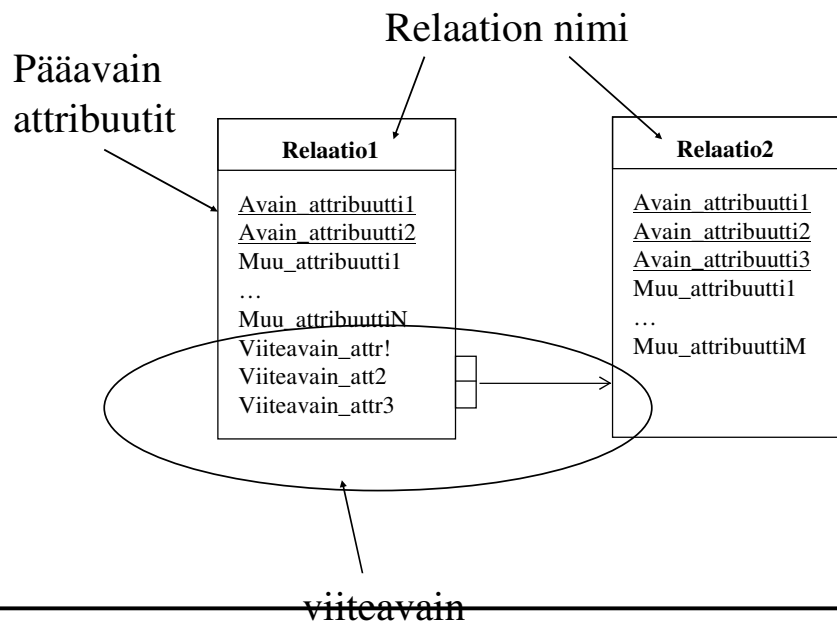 Relaation nimi
Pääavain
attribuutit
Relaatio1
Avain_attribuutti1
Avain_attribuutti2
Muu_attribuutti1
…
Muu_attribuuttiN
Viiteavain_attr!
Viiteavain_att2
Viiteavain_attr3
Relaatio2
Avain_attribuutti1
Avain_attribuutti2
Avain_attribuutti3
Muu_attribuutti1
…
Muu_attribuuttiM
viiteavain